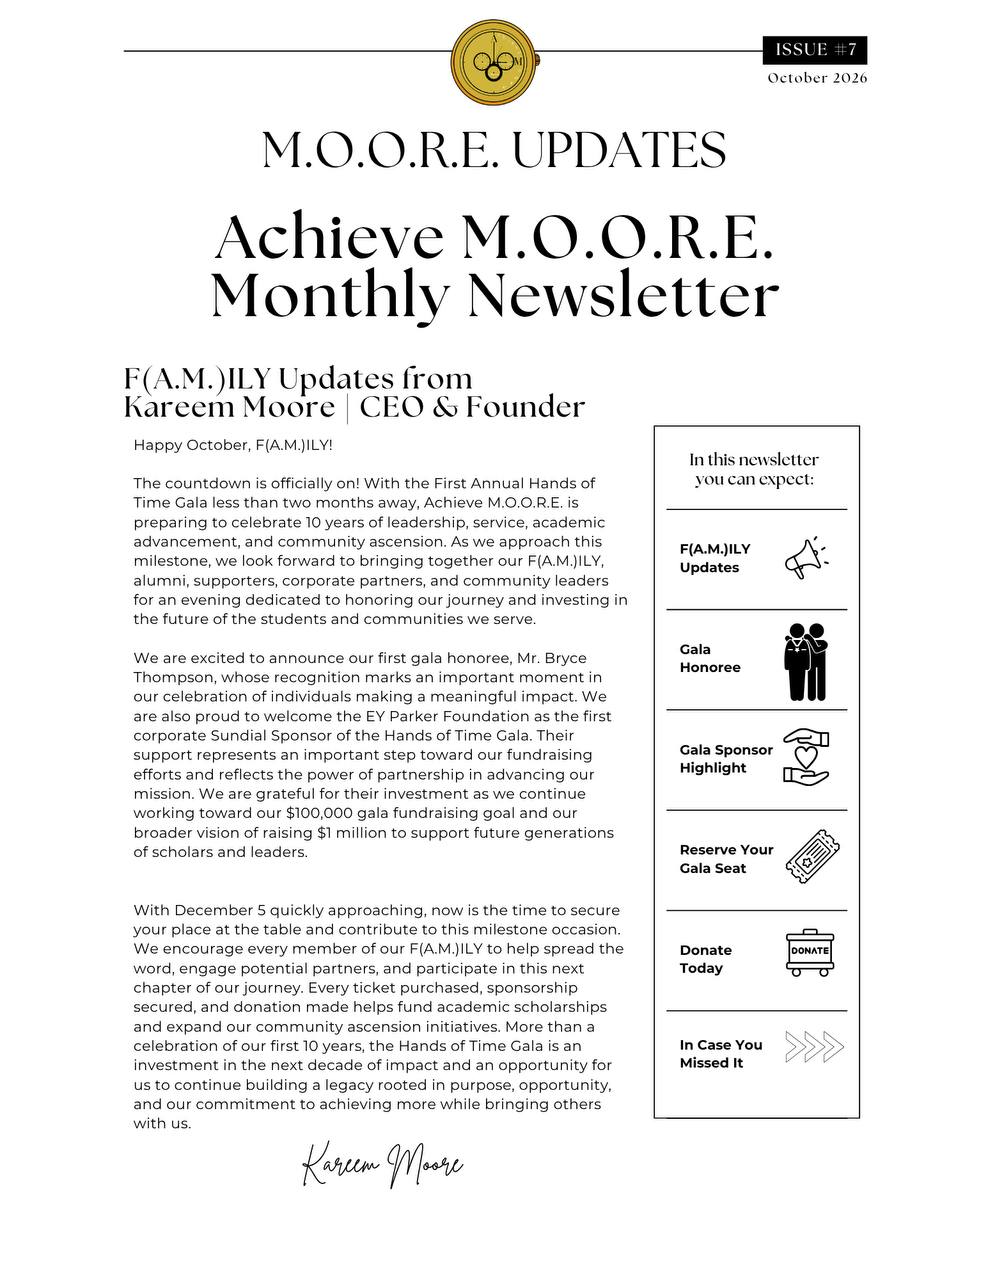 A
M
ISSUE #7
October 2026
M.O.O.R.E. UPDATES
Achieve M.O.O.R.E.
Monthly Newsletter
F(A.M.)ILY Updates from
Kareem Moore | CEO & Founder
Happy October, F(A.M.)ILY!
The countdown is officially on! With the First Annual Hands of
Time Gala less than two months away, Achieve M.O.O.R.E. is
preparing to celebrate 10 years of leadership, service, academic
advancement, and community ascension. As we approach this
milestone, we look forward to bringing together our F(A.M.)ILY,
alumni, supporters, corporate partners, and community leaders
for an evening dedicated to honoring our journey and investing in
the future of the students and communities we serve.
We are excited to announce our first gala honoree, Mr. Bryce
Thompson, whose recognition marks an important moment in
our celebration of individuals making a meaningful impact. We
are also proud to welcome the EY Parker Foundation as the first
corporate Sundial Sponsor of the Hands of Time Gala. Their
support represents an important step toward our fundraising
efforts and reflects the power of partnership in advancing our
mission. We are grateful for their investment as we continue
working toward our $100,000 gala fundraising goal and our
broader vision of raising $1 million to support future generations
of scholars and leaders.
With December 5 quickly approaching, now is the time to secure
your place at the table and contribute to this milestone occasion.
We encourage every member of our F(A.M.)ILY to help spread the
word, engage potential partners, and participate in this next
chapter of our journey. Every ticket purchased, sponsorship
secured, and donation made helps fund academic scholarships
and expand our community ascension initiatives. More than a
celebration of our first 10 years, the Hands of Time Gala is an
investment in the next decade of impact and an opportunity for
us to continue building a legacy rooted in purpose, opportunity,
and our commitment to achieving more while bringing others
with us.
Kareem Moore
In this newsletter
you can expect:
F(A.M.)ILY
Updates
Gala
Honoree
Gala Sponsor
Highlight
Reserve Your
Gala Seat
Donate
Today
DONATE
In Case You
Missed It